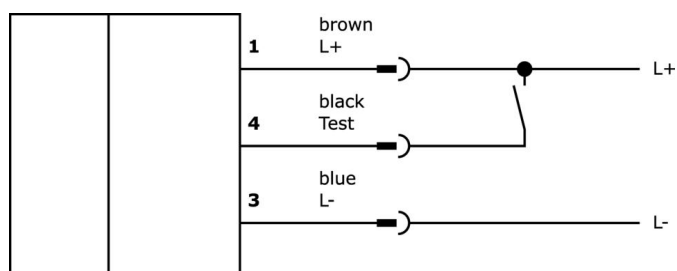 brown
1 L+ L+
black
4 Test
blue
3 L- L-